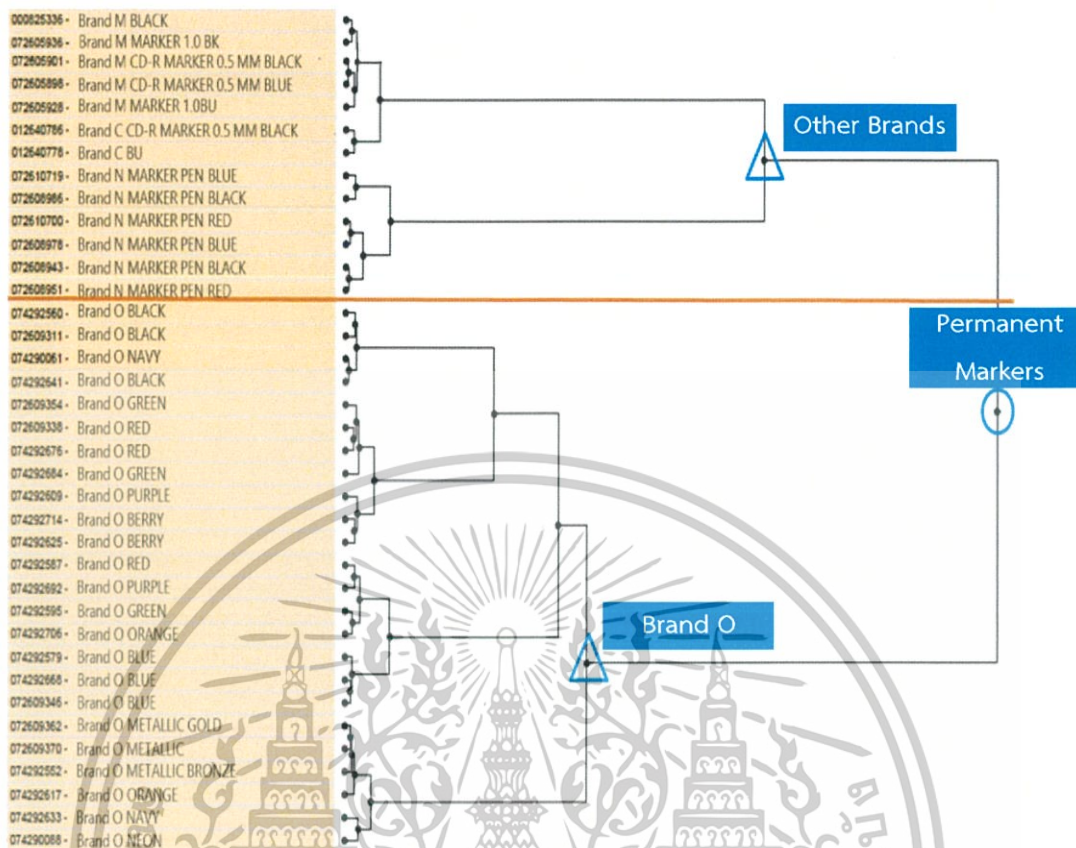 000825336 - Brand M BLACK
072605936 - Brand M MARKER 1.0 BK
072605901 - Brand M CD-R MARKER 0.5 MM BLACK
072605898 - Brand M CD-R MARKER 0.5 MM BLUE
072605928 - Brand M MARKER 1.0BU
012640786 - Brand C CD-R MARKER 0.5 MM BLACK
012640778 - Brand C BU
072610719 - Brand N MARKER PEN BLUE
072608986 - Brand N MARKER PEN BLACK
072610700 - Brand N MARKER PEN RED
072608978 - Brand N MARKER PEN BLUE
072608943 - Brand N MARKER PEN BLACK
072608951 - Brand N MARKER PEN RED
074292560 - Brand O BLACK
072609311 - Brand O BLACK
074290061 - Brand O NAVY
074292641 - Brand O BLACK
072609354 - Brand O GREEN
072609338 - Brand O RED
074292676 - Brand O RED
074292684 - Brand O GREEN
074292609 - Brand O PURPLE
074292714 - Brand O BERRY
074292625 - Brand O BERRY
074292587 - Brand O RED
074292692 - Brand O PURPLE
074292595 - Brand O GREEN
074292706 - Brand O ORANGE
074292579 - Brand O BLUE
074292668 - Brand O BLUE
072609346 - Brand O BLUE
072609362 - Brand O METALLIC GOLD
072609370 - Brand O METALLIC
074292552 - Brand O METALLIC BRONZE
074292617 - Brand O ORANGE
074292633 - Brand O NAVY
074290088 - Brand O NEON
Other Brands
Permanent
Markers
Brand O